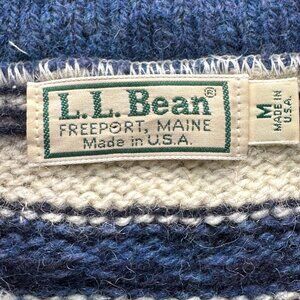 L.L. Bean®
FREEPORT, MAINE
Made in U.S.A.
M
MADE IN
U.S.A.